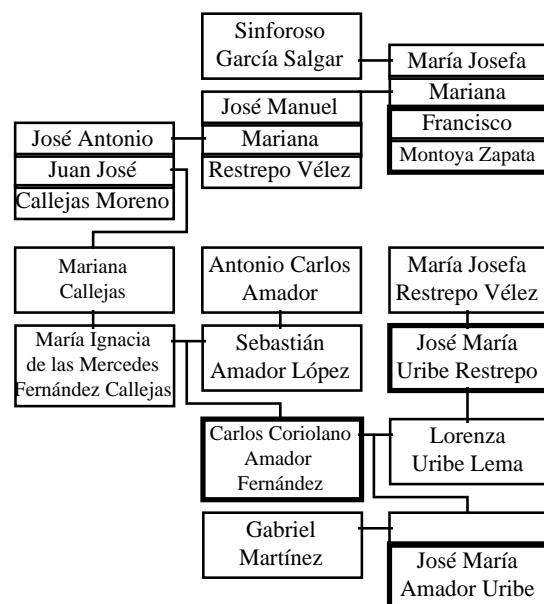 Sinforoso
García Salgar
María Josefa
Mariana
Francisco
Montoya Zapata
José Manuel
Mariana
Restrepo Vélez
José Antonio
Juan José
Callejas Moreno
Mariana
Callejas
Antonio Carlos
Amador
María Josefa
Restrepo Vélez
María Ignacia
de las Mercedes
Fernández Callejas
Sebastián
Amador López
José María
Uribe Restrepo
Carlos Coriolano
Amador
Fernández
Lorenza
Uribe Lema
Gabriel
Martínez
José María
Amador Uribe